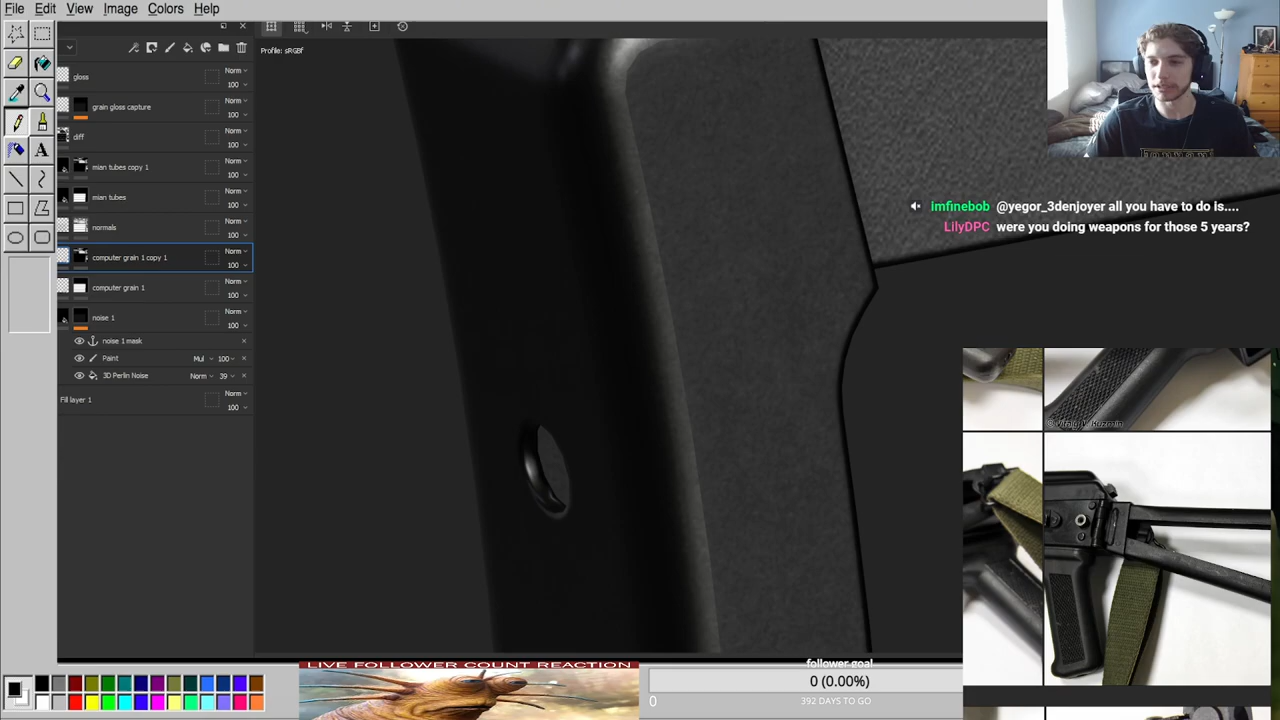 File Edit View Image Colors Help
Profile: sRGBf
gloss Norm 100
grain gloss capture Norm 100
diff Norm 100
mian tubes copy 1 Norm 100
mian tubes Norm 100
normals Norm 100
computer grain 1 copy 1 Norm 100
computer grain 1 Norm 100
noise 1 Norm 100
noise 1 mask
Paint Mul 100
3D Perlin Noise Norm 39
Fill layer 1 Norm 100
imfinebob @yegor_3denjoyer all you have to do is....
LilyDPC were you doing weapons for those 5 years?
LIVE FOLLOWER COUNT REACTION
follower goal
0 (0.00%)
0
392 DAYS TO GO